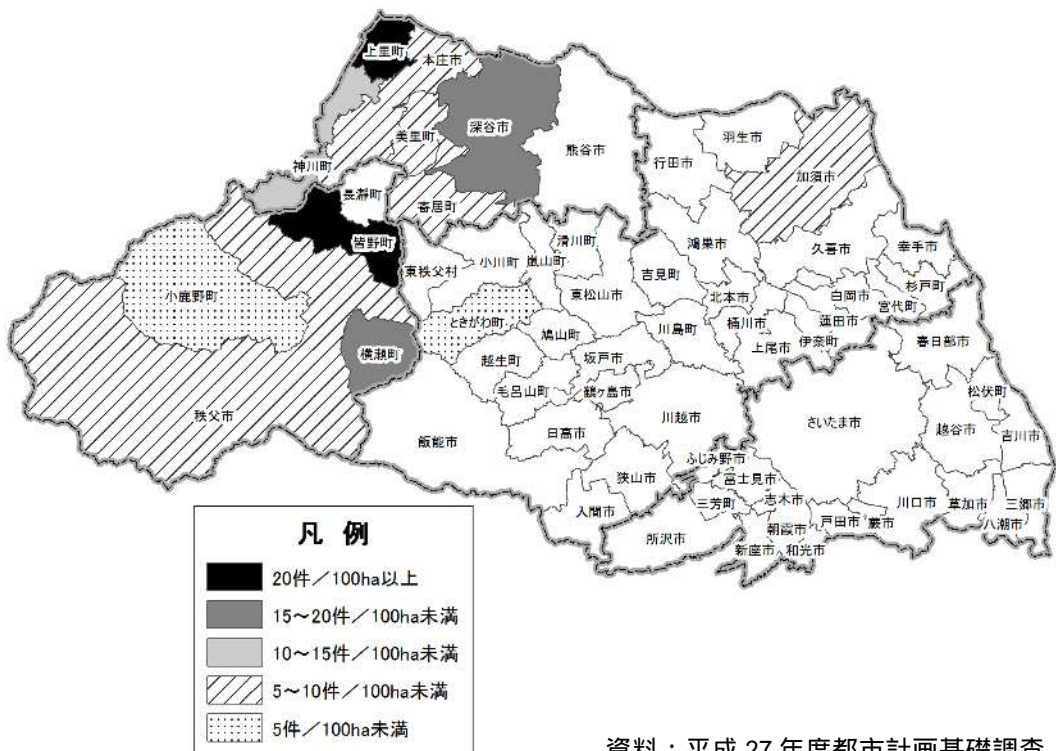 上里町
本庄市
美里町
深谷市
熊谷市
羽生市
行田市
加須市
神川町
長瀞町
寄居町
皆野町
小鹿野町
東秩父村
小川町
嵐山町
滑川町
吉見町
鴻巣市
久喜市
幸手市
杉戸町
宮代町
白岡市
蓮田市
北本市
桶川市
上尾市
伊奈町
東松山市
ときがわ町
鳩山町
川島町
横瀬町
越生町
坂戸市
毛呂山町
鶴ヶ島市
川越市
さいたま市
春日部市
松伏町
越谷市
吉川市
秩父市
飯能市
日高市
狭山市
ふじみ野市
富士見市
入間市
三芳町
志木市
所沢市
朝霞市
新座市
和光市
戸田市
蕨市
川口市
草加市
八潮市
三郷市
凡 例
20件/100ha以上
15~20件/100ha未満
10~15件/100ha未満
5~10件/100ha未満
5件/100ha未満
資料:平成 27 年度都市計画基礎調査